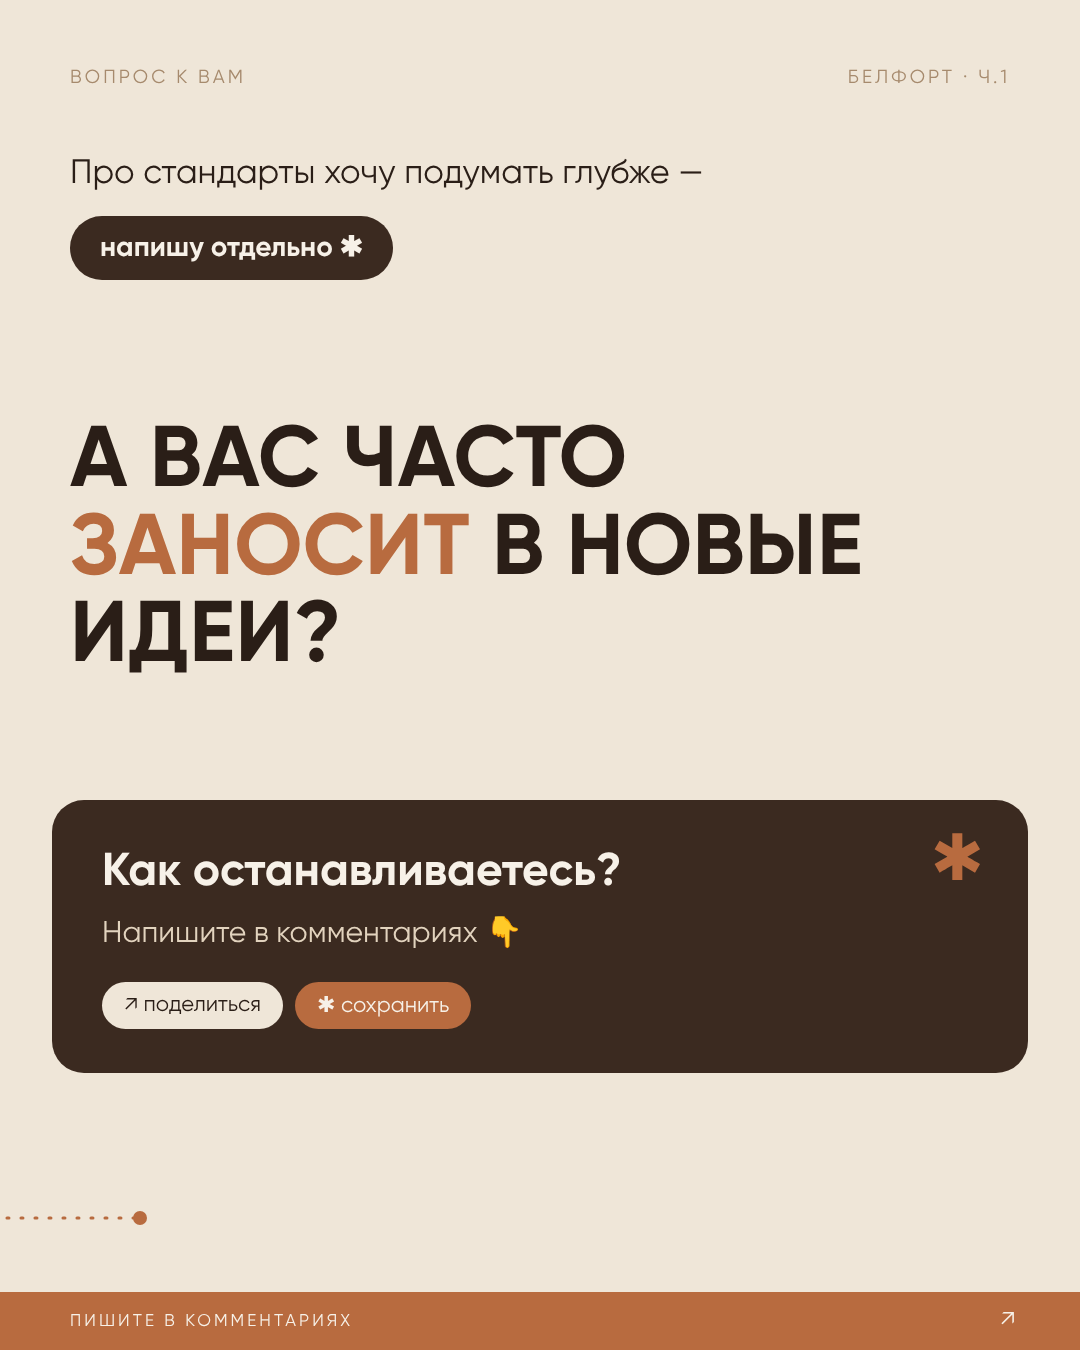 ВОПРОС К ВАМ
БЕЛФОРТ · Ч.1
Про стандарты хочу подумать глубже —
напишу отдельно ✱
А ВАС ЧАСТО
ЗАНОСИТ В НОВЫЕ
ИДЕИ?
Как останавливаетесь?
✱
Напишите в комментариях 👇
↗ поделиться
✱ сохранить
ПИШИТЕ В КОММЕНТАРИЯХ
↗